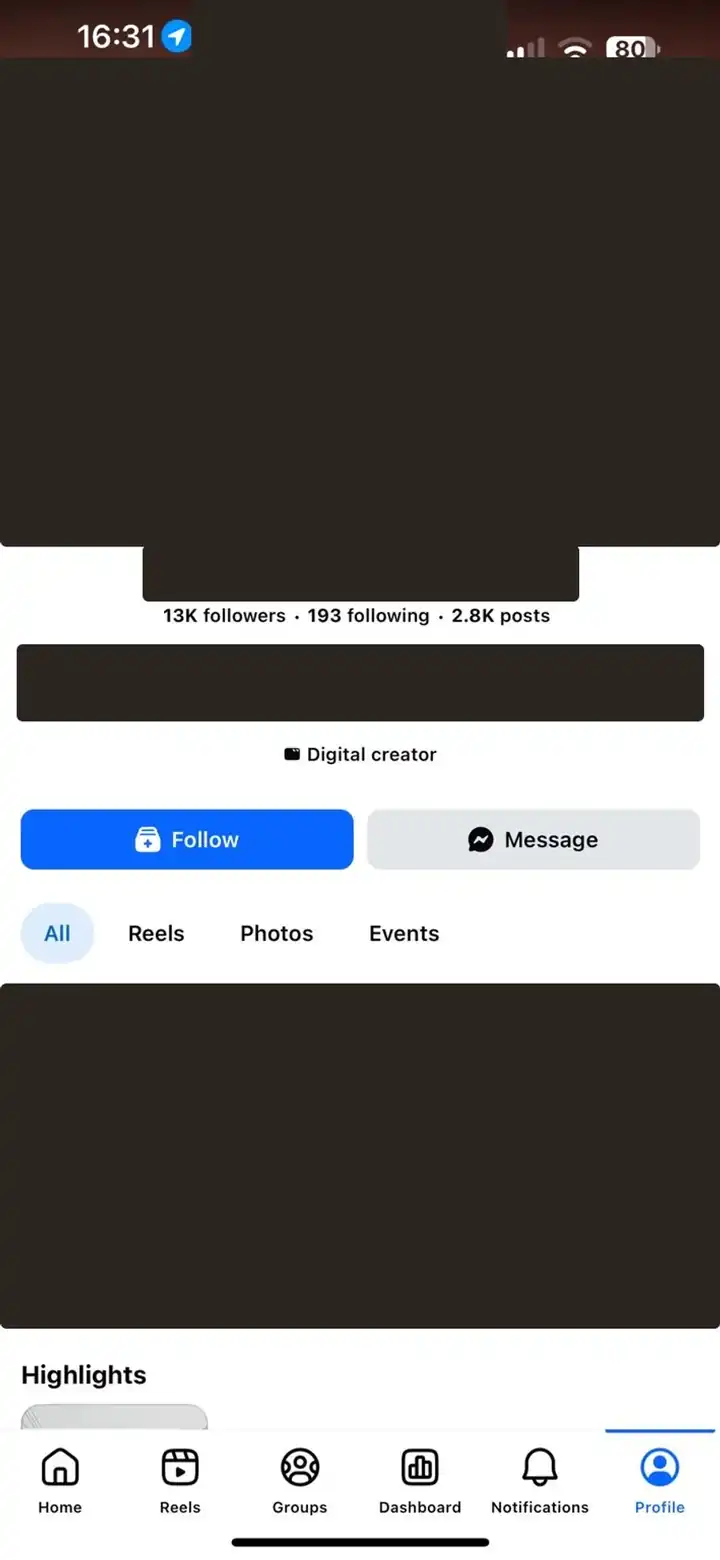 16:31
80
13K followers · 193 following · 2.8K posts
Digital creator
Follow
Message
All Reels Photos Events
Highlights
Home Reels Groups Dashboard Notifications Profile